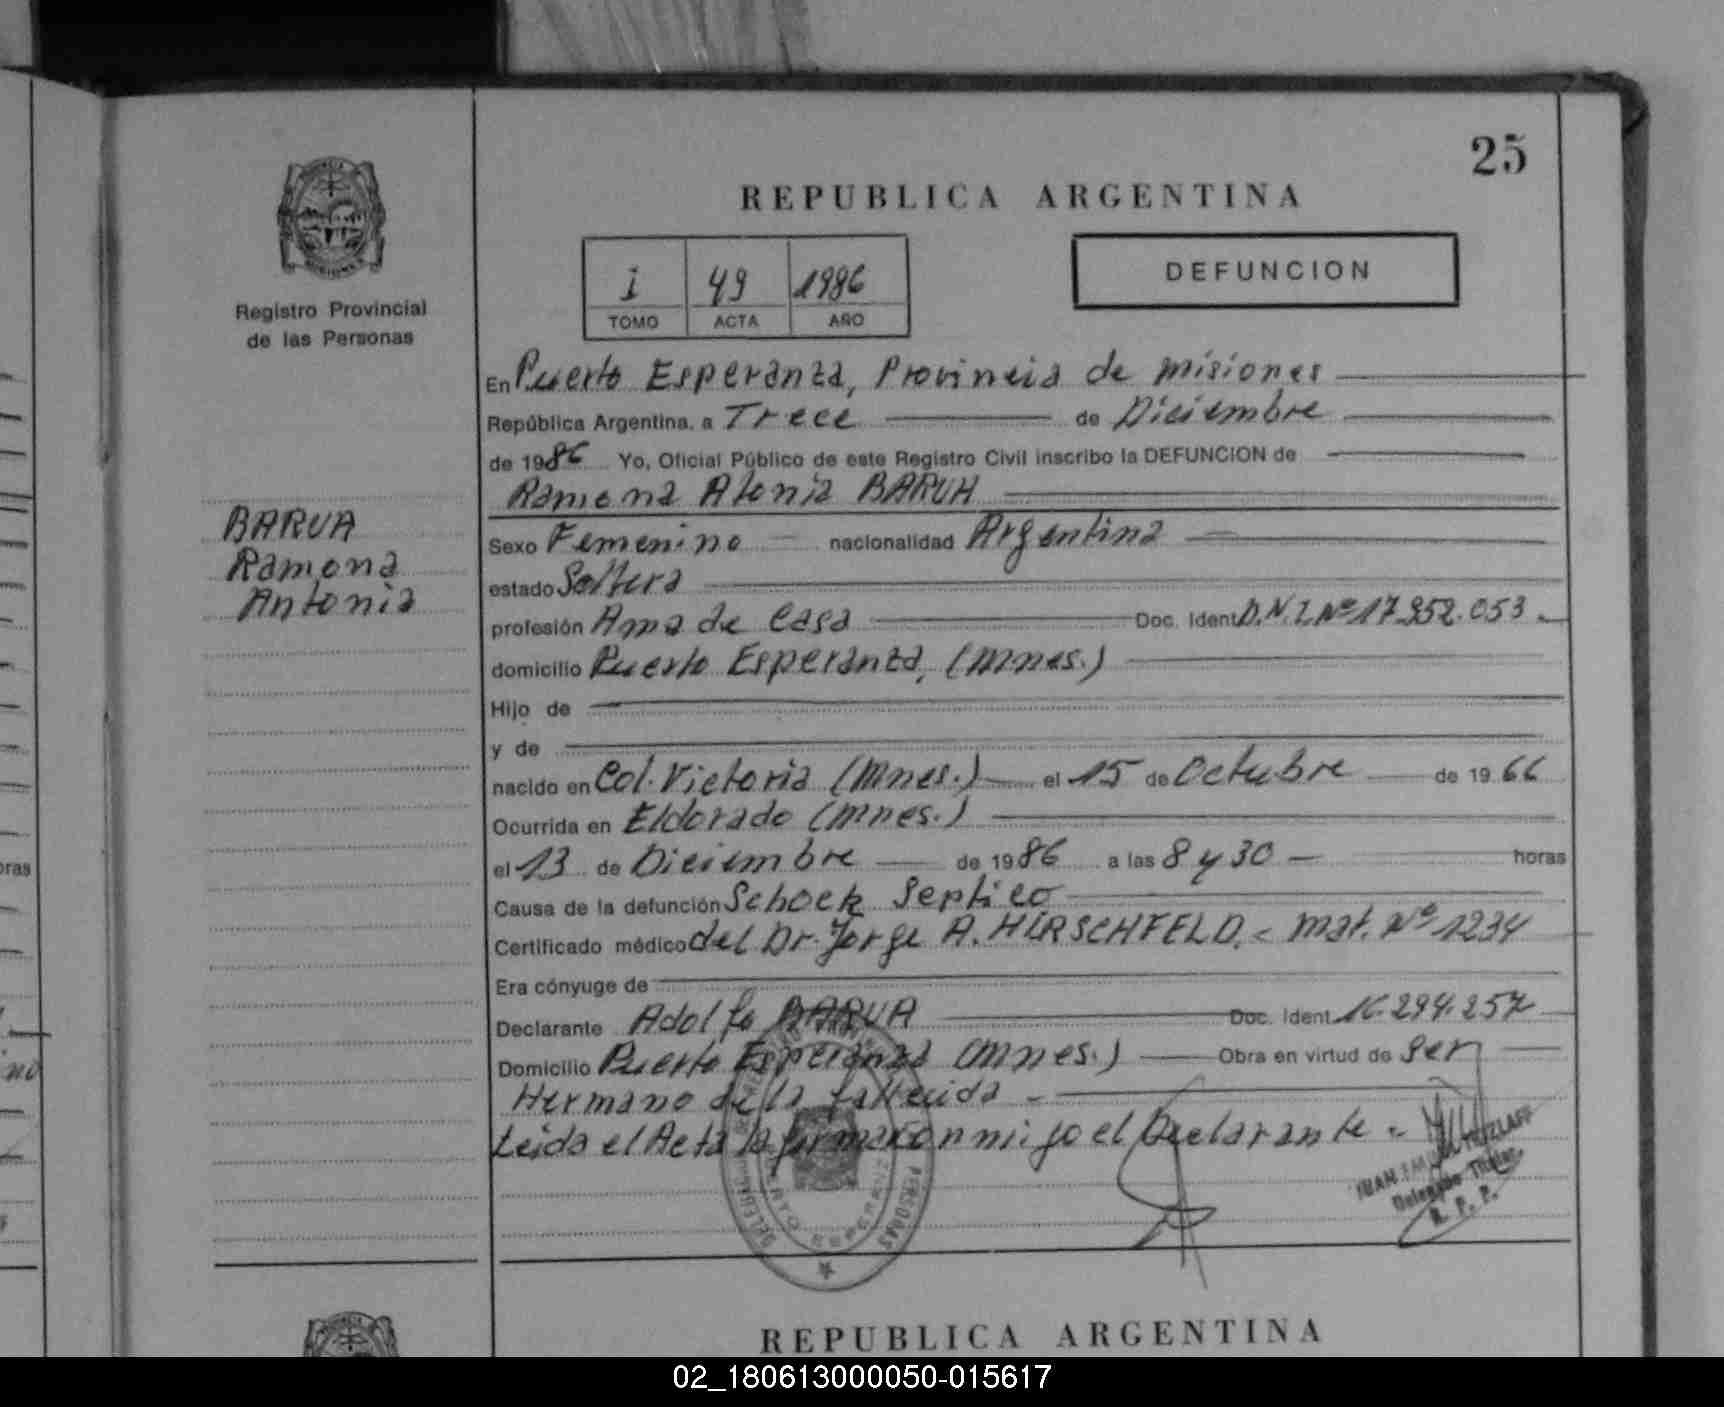 25
REPUBLICA ARGENTINA
I 49 1986
TOMO ACTA AÑO
DEFUNCION
Registro Provincial
de las Personas
BARUA
Ramona
Antonia
En Puerto Esperanza, Provincia de Misiones
República Argentina, a Trece de Diciembre
de 1986 Yo, Oficial Público de este Registro Civil inscribo la DEFUNCION de
Ramona Atonia BARUA
Sexo Femenino nacionalidad Argentina
estado Soltera
profesión Ama de Casa Doc. Ident D.N.I. Nº 17.952.053.-
domicilio Puerto Esperanza, (Mnes.)
Hijo de
y de
nacido en Col. Victoria (Mnes.) el 15 de Octubre de 1966
Ocurrida en Eldorado (Mnes.)
el 13 de Diciembre de 1986 a las 8 y 30 horas
Causa de la defunción Schock Septico
Certificado médico del Dr. Jorge A. HIRSCHFELD.- Mat. Nº 1234
Era cónyuge de
Declarante Adolfo BARUA Doc. Ident. 16.294.257
Domicilio Puerto Esperanza (Mnes.) Obra en virtud de ser
Hermano de la fallecida -
Leida el Acta la firma conmigo el Declarante -
Delegado Titular
R. P. P.
PERSONAS
REPUBLICA ARGENTINA
02_180613000050-015617